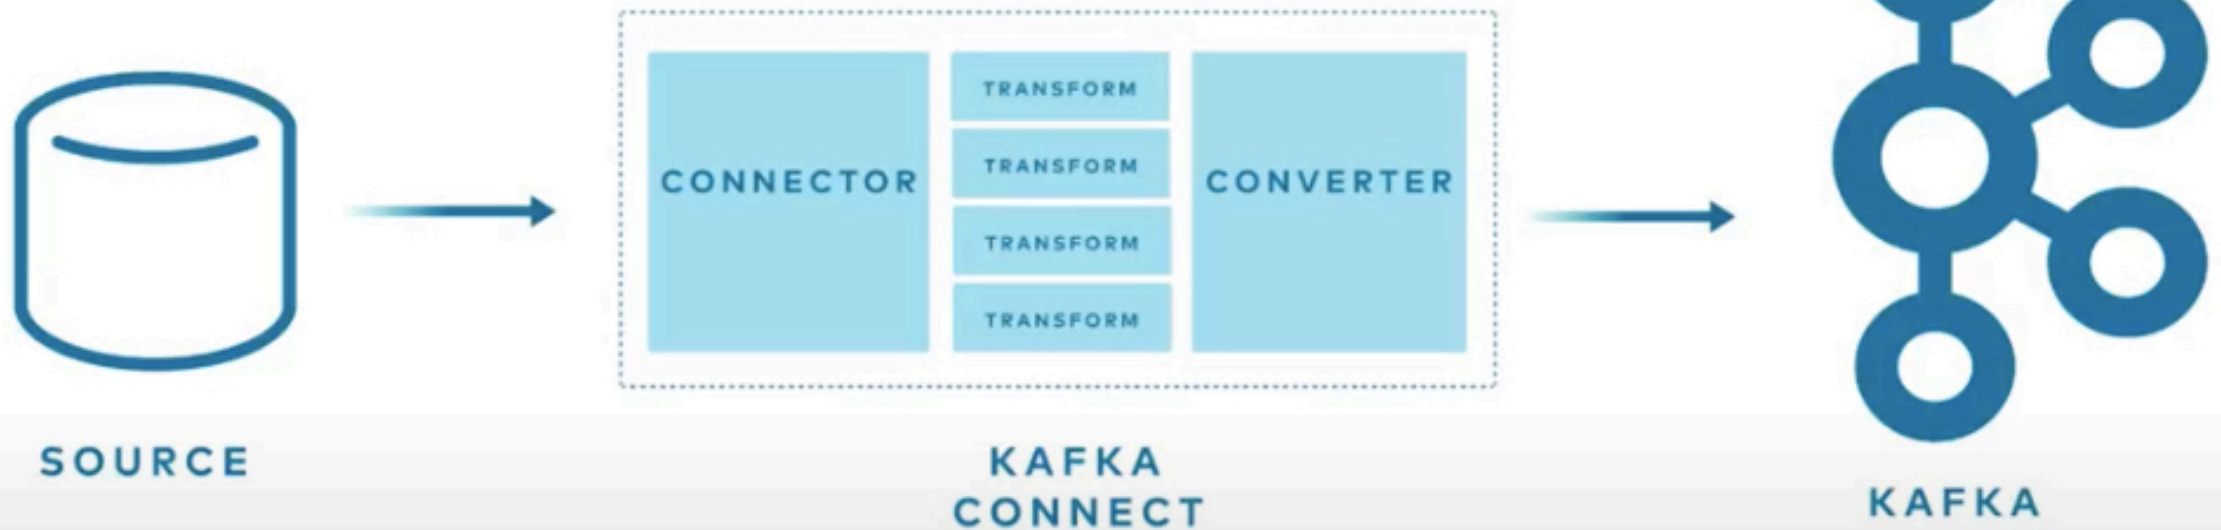 CONNECTOR
TRANSFORM
TRANSFORM
TRANSFORM
TRANSFORM
CONVERTER
SOURCE
KAFKA
CONNECT
KAFKA